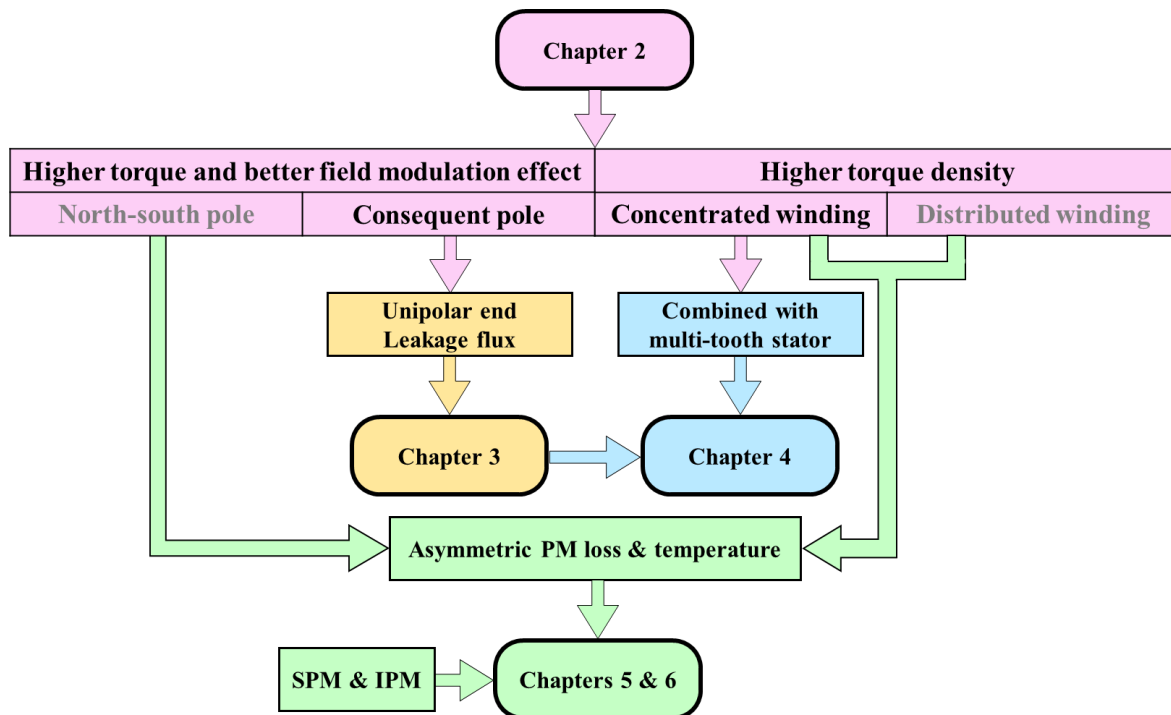 Chapter 2
Higher torque and better field modulation effect
Higher torque density
North-south pole
Consequent pole
Concentrated winding
Distributed winding
Unipolar end
Leakage flux
Combined with
multi-tooth stator
Chapter 3
Chapter 4
Asymmetric PM loss & temperature
SPM & IPM
Chapters 5 & 6